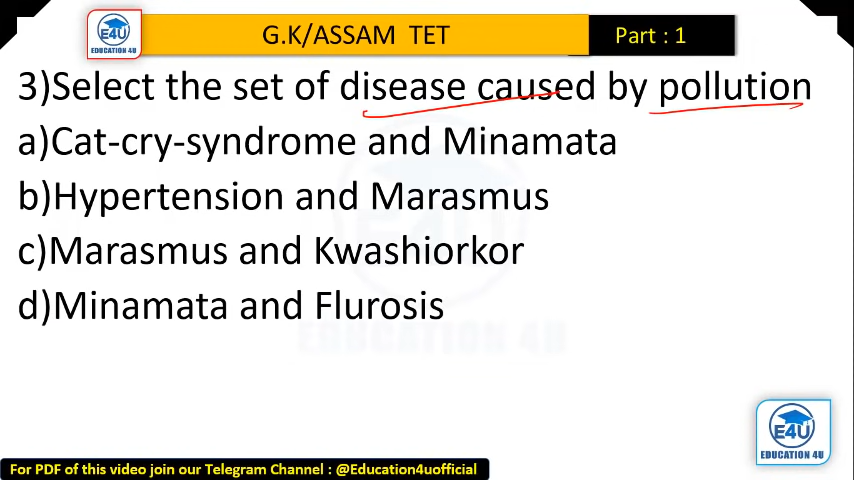 E4U
EDUCATION 4U
G.K/ASSAM TET
Part : 1
3)Select the set of disease caused by pollution
a)Cat-cry-syndrome and Minamata
b)Hypertension and Marasmus
c)Marasmus and Kwashiorkor
d)Minamata and Flurosis
EDUCATION 4U
E4U
EDUCATION 4U
For PDF of this video join our Telegram Channel : @Education4uofficial